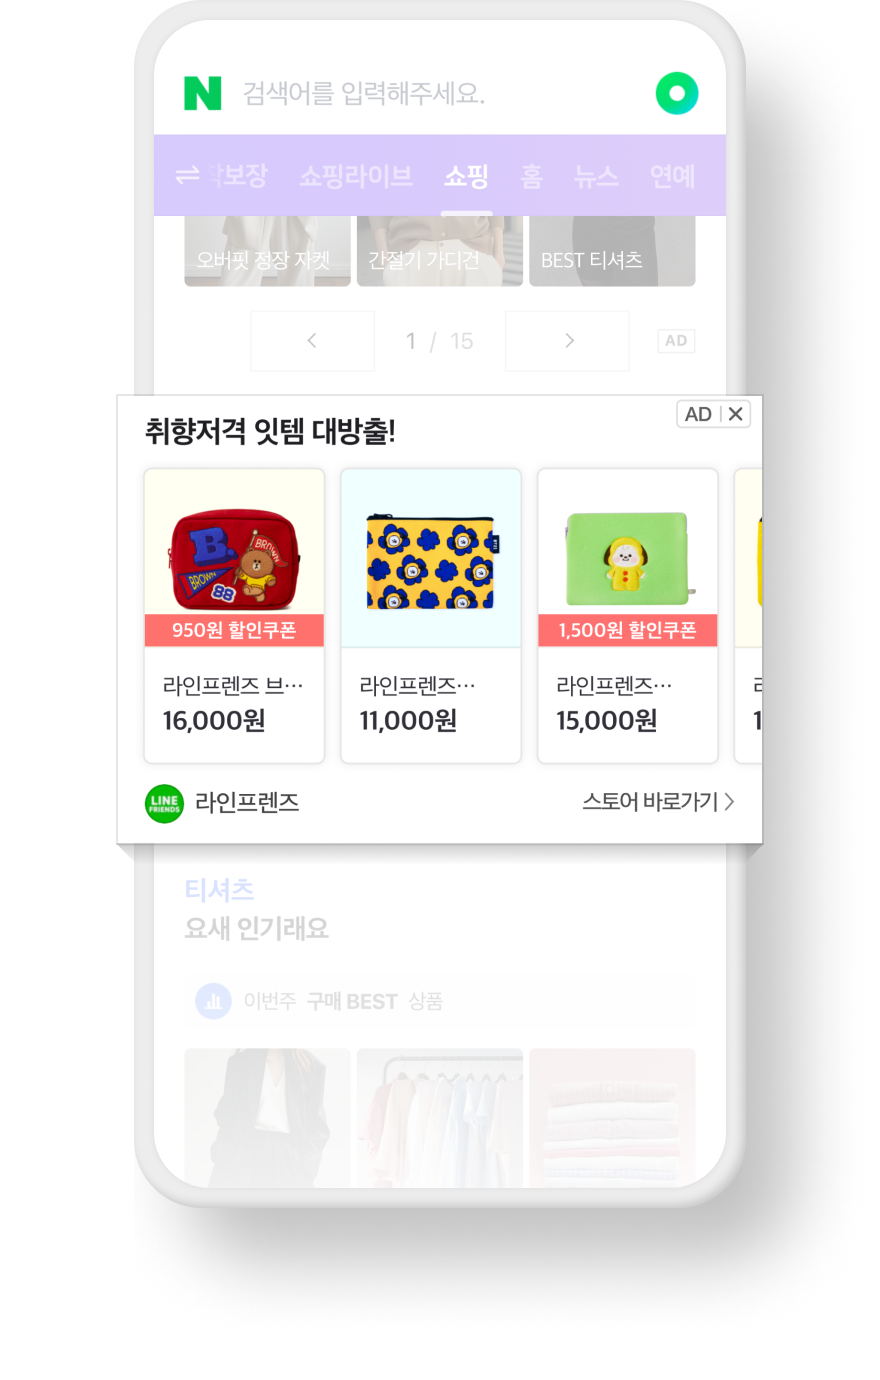 N 검색어를 입력해주세요.
보장 쇼핑라이브 쇼핑 홈 뉴스 연예
오버핏 정장 자켓 간절기 가디건 BEST 티셔츠
1 / 15 AD
AD
취향저격 잇템 대방출!
B BROWN
BROWN
88
950원 할인쿠폰 1,500원 할인쿠폰
라인프렌즈 브… 라인프렌즈… 라인프렌즈…
16,000원 11,000원 15,000원
LINE FRIENDS 라인프렌즈 스토어 바로가기
티셔츠
요새 인기래요
이번주 구매 BEST 상품